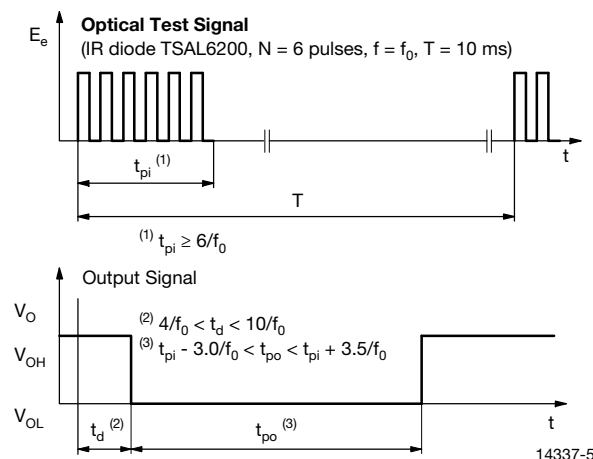 Optical Test Signal
(IR diode TSAL6200, N = 6 pulses, f = f₀, T = 10 ms)
Eₑ
t
tₚᵢ ⁽¹⁾
T
⁽¹⁾ tₚᵢ ≥ 6/f₀
Output Signal
V_O
⁽²⁾ 4/f₀ < t_d < 10/f₀
V_OH
⁽³⁾ tₚᵢ - 3.0/f₀ < tₚₒ < tₚᵢ + 3.5/f₀
V_OL
t
t_d ⁽²⁾
tₚₒ ⁽³⁾
14337-5